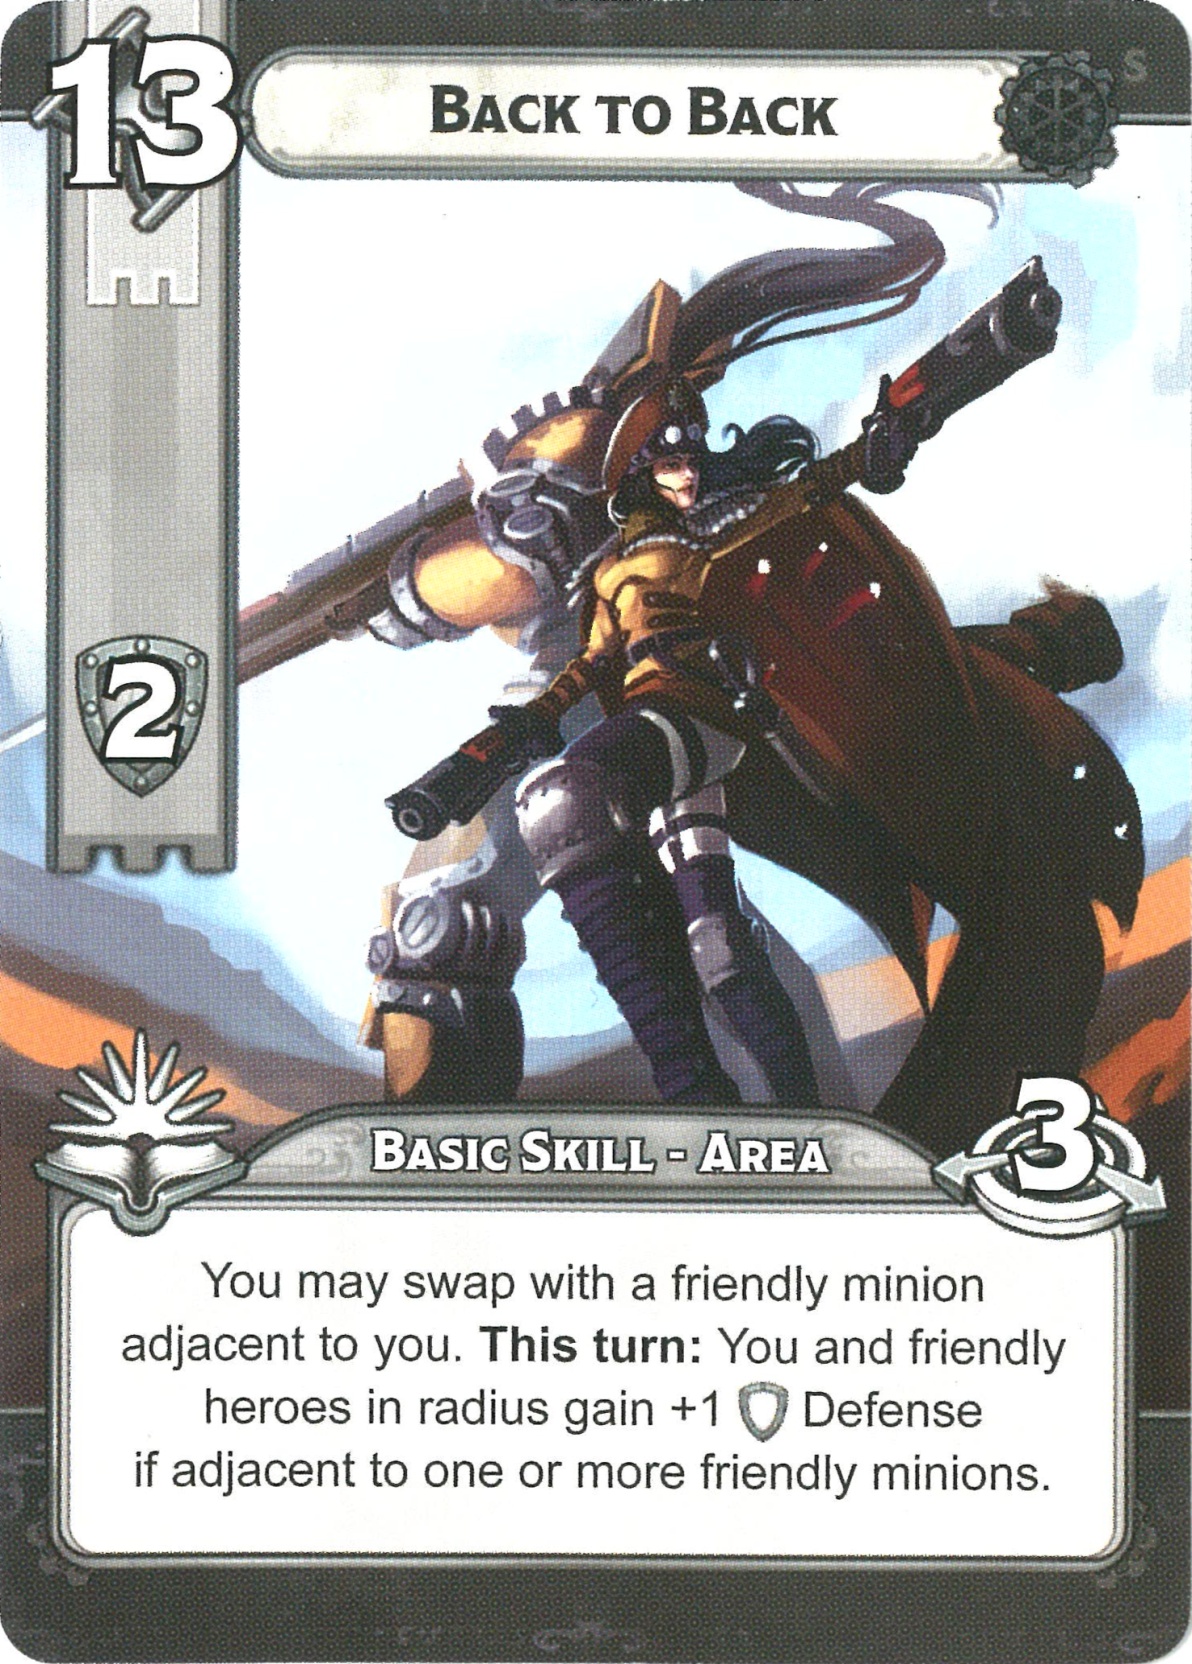 13
BACK TO BACK
S
2
BASIC SKILL - AREA
3
You may swap with a friendly minion
adjacent to you. This turn: You and friendly
heroes in radius gain +1 Defense
if adjacent to one or more friendly minions.